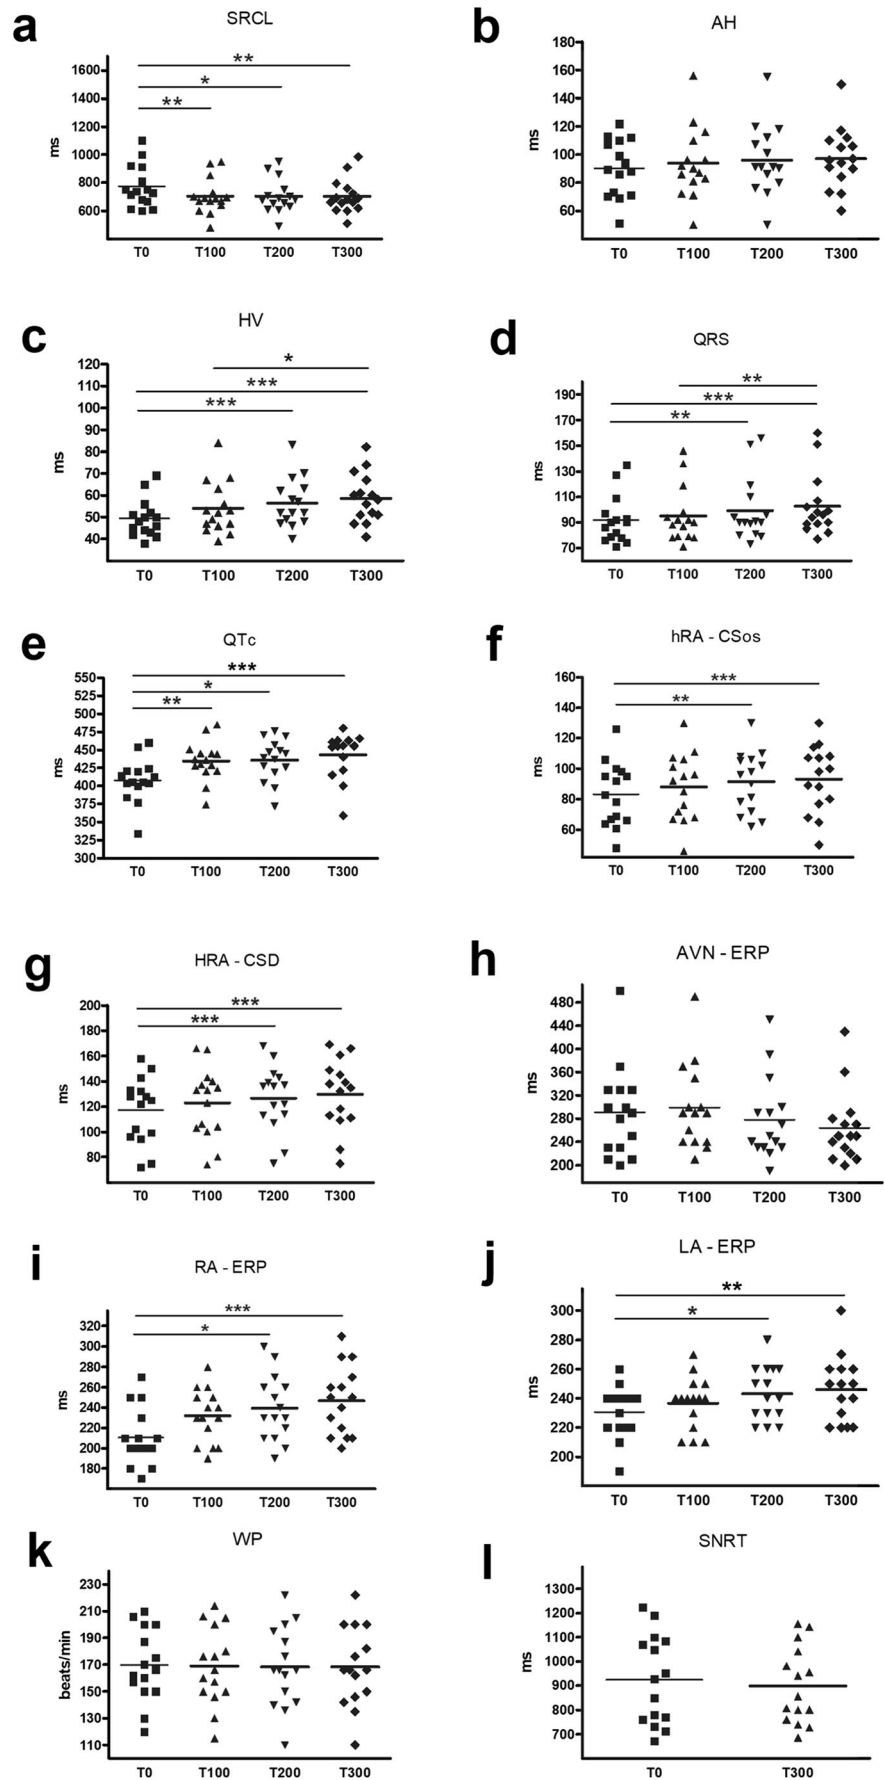 a
SRCL
**
*
**
ms
1600
1400
1200
1000
800
600
T0 T100 T200 T300
b
AH
ms
180
160
140
120
100
80
60
T0 T100 T200 T300
c
HV
*
***
***
ms
120
110
100
90
80
70
60
50
40
T0 T100 T200 T300
d
QRS
**
***
**
ms
190
170
150
130
110
90
70
T0 T100 T200 T300
e
QTc
***
*
**
ms
550
525
500
475
450
425
400
375
350
325
300
T0 T100 T200 T300
f
hRA - CSos
***
**
ms
160
140
120
100
80
60
T0 T100 T200 T300
g
HRA - CSD
***
***
ms
200
180
160
140
120
100
80
T0 T100 T200 T300
h
AVN - ERP
ms
480
440
400
360
320
280
240
200
T0 T100 T200 T300
i
RA - ERP
***
*
ms
320
300
280
260
240
220
200
180
T0 T100 T200 T300
j
LA - ERP
**
*
ms
300
280
260
240
220
200
T0 T100 T200 T300
k
WP
beats/min
230
210
190
170
150
130
110
T0 T100 T200 T300
l
SNRT
ms
1300
1200
1100
1000
900
800
700
T0 T300